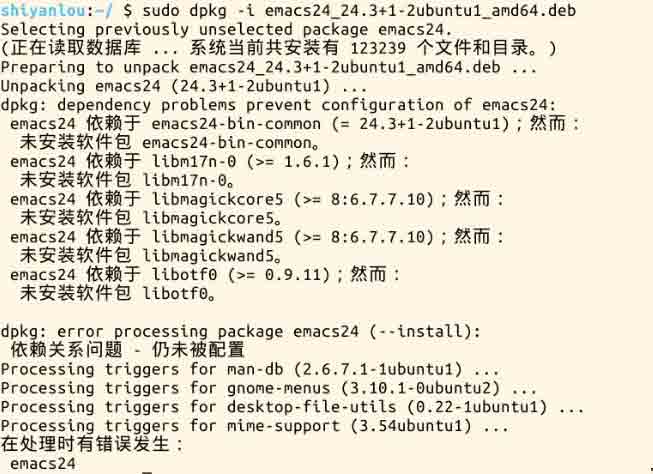 shiyanlou:~/ $ sudo dpkg -i emacs24_24.3+1-2ubuntu1_amd64.deb
Selecting previously unselected package emacs24.
(正在读取数据库 ... 系统当前共安装有 123239 个文件和目录。)
Preparing to unpack emacs24_24.3+1-2ubuntu1_amd64.deb ...
Unpacking emacs24 (24.3+1-2ubuntu1) ...
dpkg: dependency problems prevent configuration of emacs24:
 emacs24 依赖于 emacs24-bin-common (= 24.3+1-2ubuntu1)；然而：
  未安装软件包 emacs24-bin-common。
 emacs24 依赖于 libm17n-0 (>= 1.6.1)；然而：
  未安装软件包 libm17n-0。
 emacs24 依赖于 libmagickcore5 (>= 8:6.7.7.10)；然而：
  未安装软件包 libmagickcore5。
 emacs24 依赖于 libmagickwand5 (>= 8:6.7.7.10)；然而：
  未安装软件包 libmagickwand5。
 emacs24 依赖于 libotf0 (>= 0.9.11)；然而：
  未安装软件包 libotf0。
dpkg: error processing package emacs24 (--install):
 依赖关系问题 - 仍未被配置
Processing triggers for man-db (2.6.7.1-1ubuntu1) ...
Processing triggers for gnome-menus (3.10.1-0ubuntu2) ...
Processing triggers for desktop-file-utils (0.22-1ubuntu1) ...
Processing triggers for mime-support (3.54ubuntu1) ...
在处理时有错误发生：
 emacs24